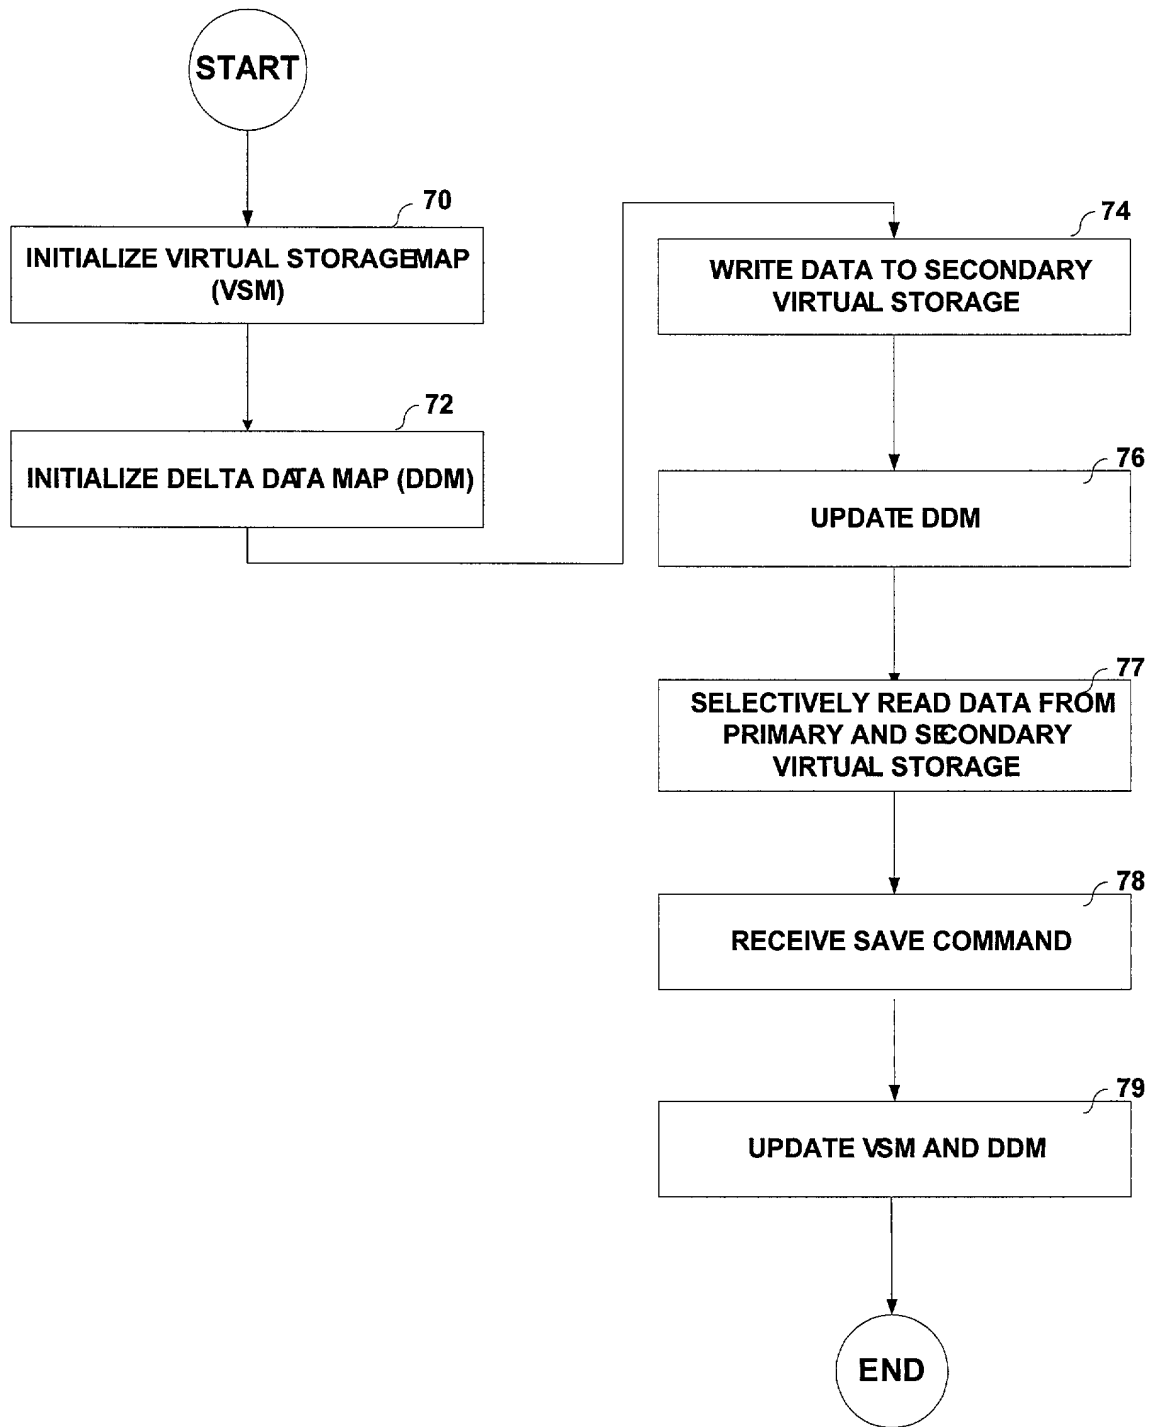 START
70
INITIALIZE VIRTUAL STORAGE MAP
(VSM)
72
INITIALIZE DELTA DATA MAP (DDM)
74
WRITE DATA TO SECONDARY
VIRTUAL STORAGE
76
UPDATE DDM
77
SELECTIVELY READ DATA FROM
PRIMARY AND SECONDARY
VIRTUAL STORAGE
78
RECEIVE SAVE COMMAND
79
UPDATE VSM AND DDM
END